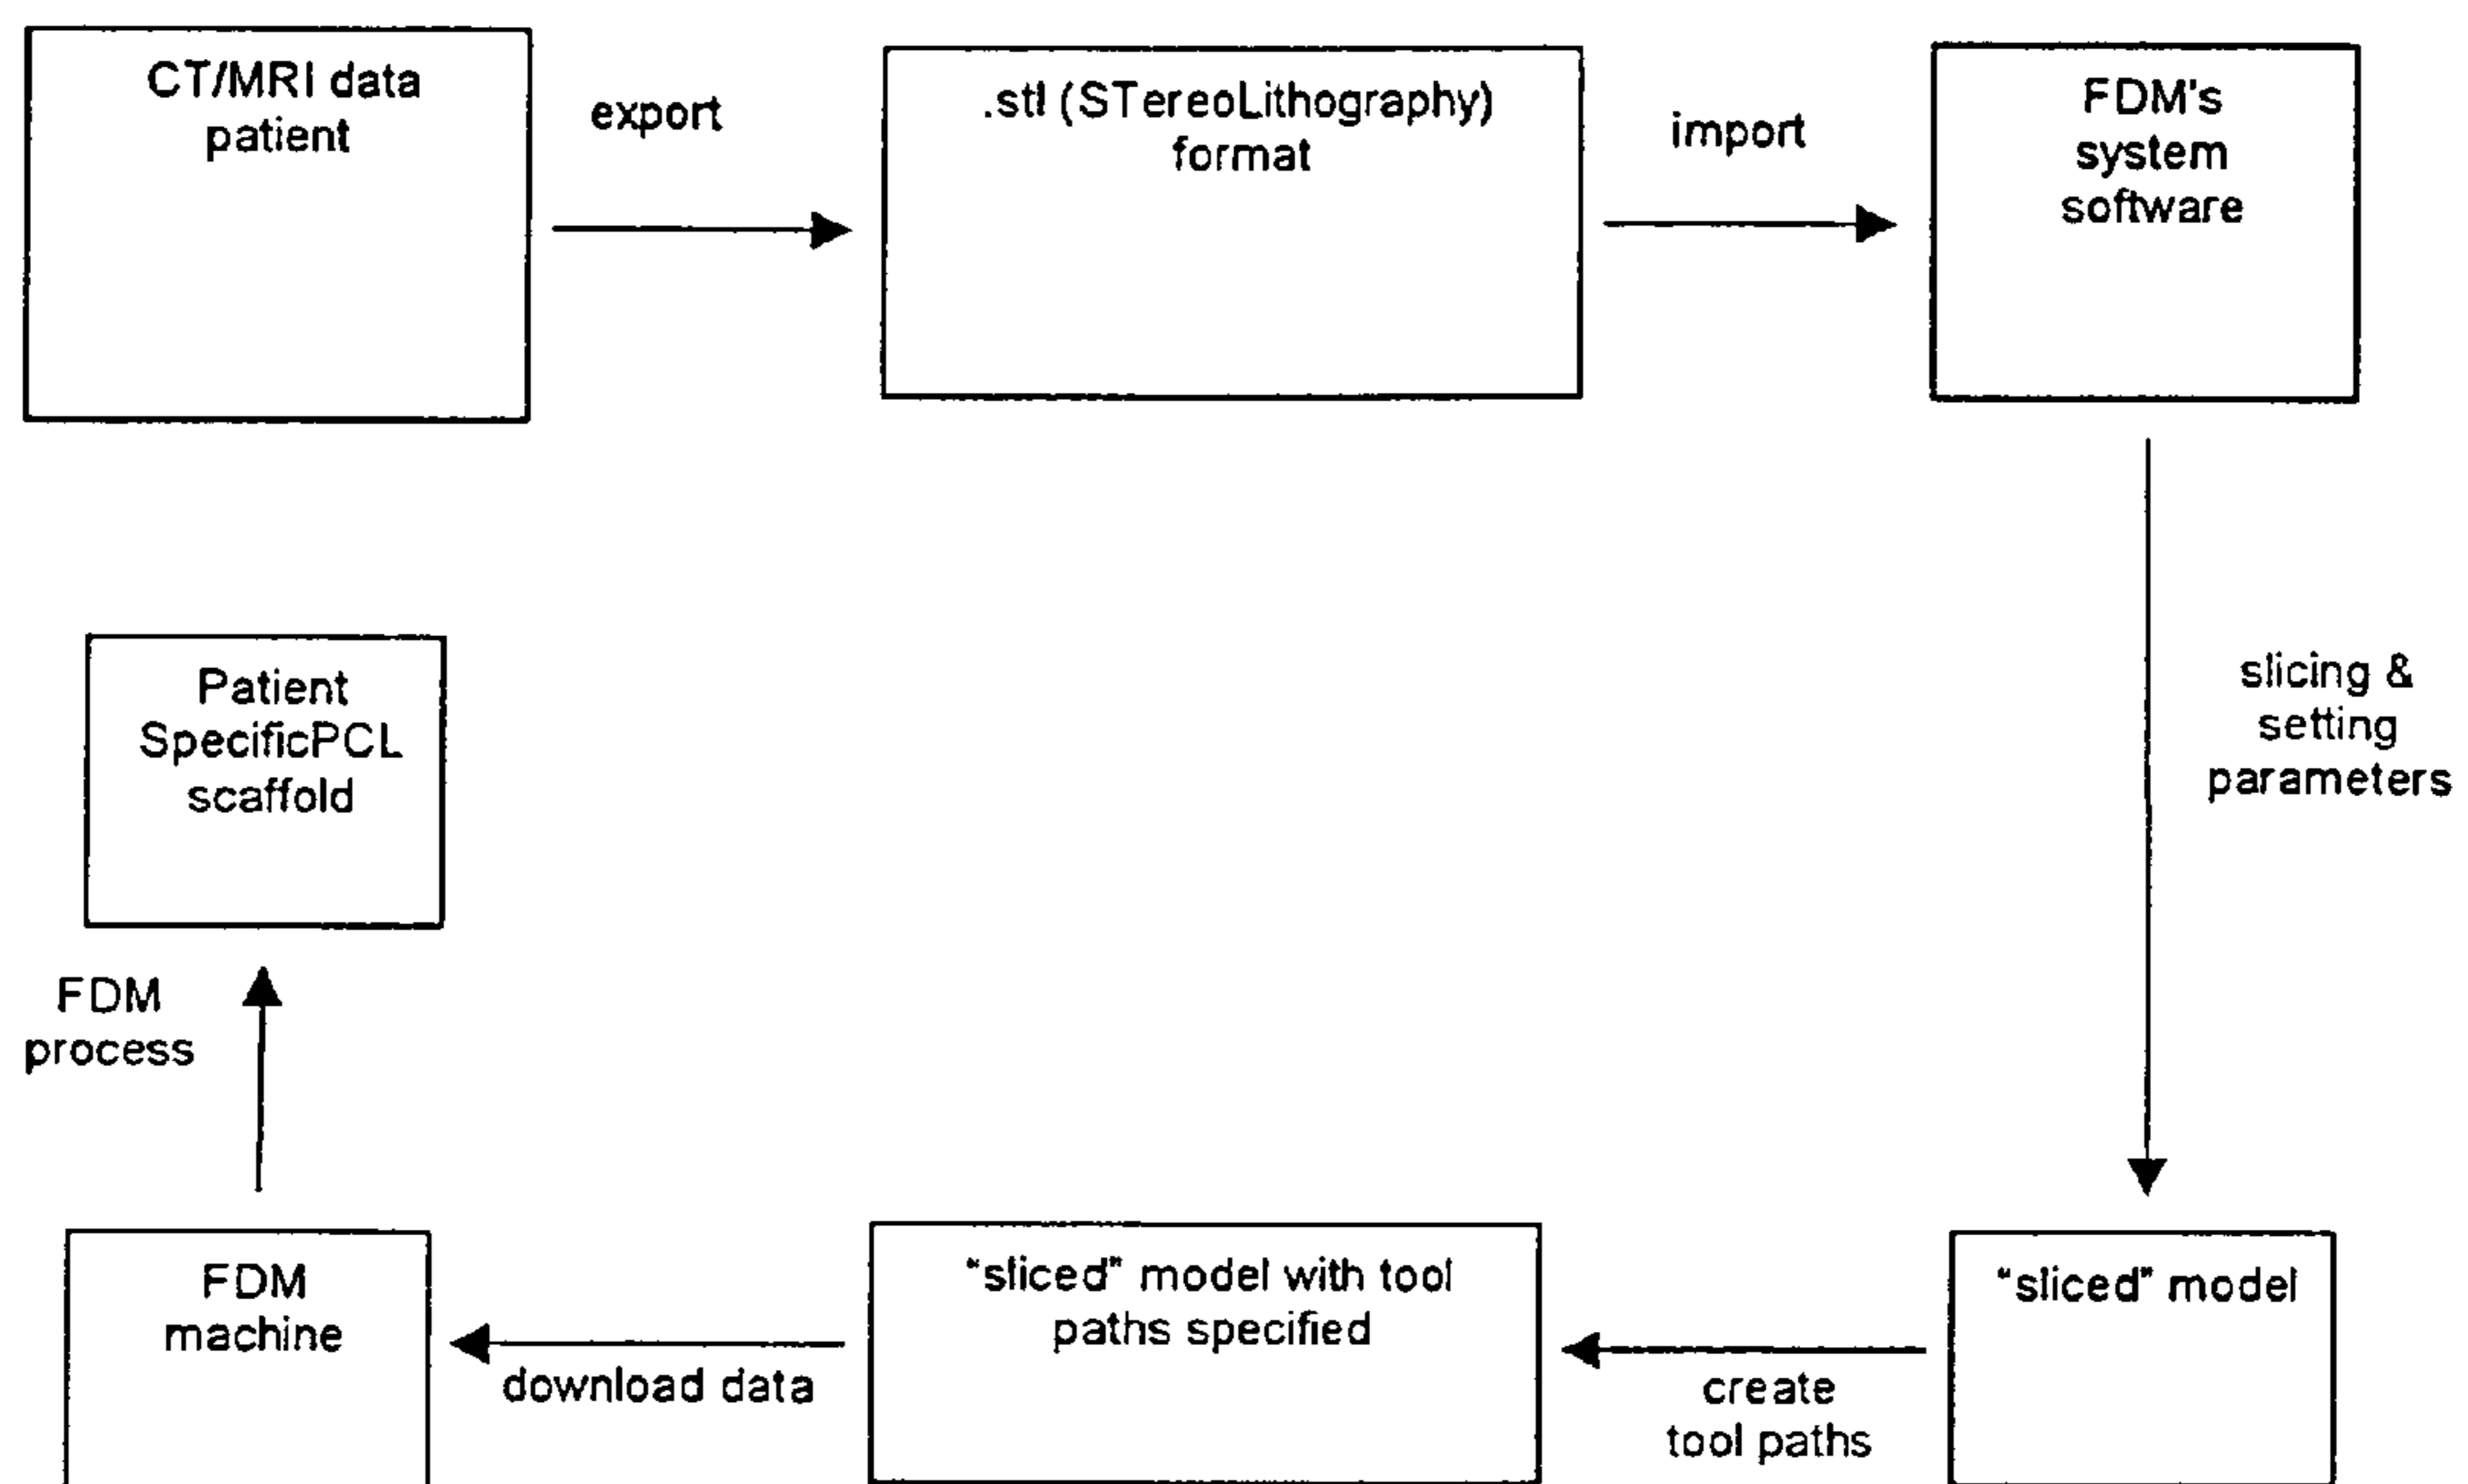 CT/MRI data
patient
export
.stl (STereoLithography)
format
import
FDM's
system
software
slicing &
setting
parameters
"sliced" model
create
tool paths
"sliced" model with tool
paths specified
download data
FDM
machine
FDM
process
Patient
SpecificPCL
scaffold